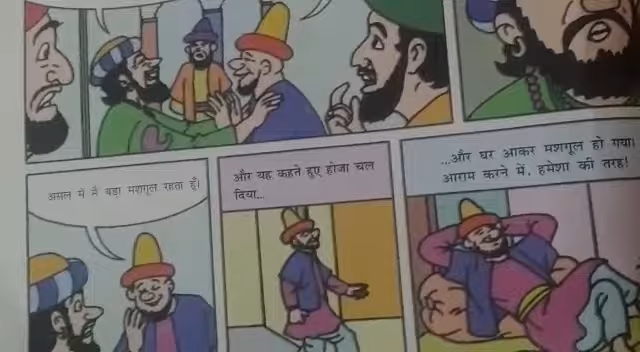 असल में मैं बड़ा मशगूल रहता हूँ।
और यह कहते हुए होजा चल
दिया...
...और घर आकर मशगूल हो गया।
आराम करने में, हमेशा की तरह!